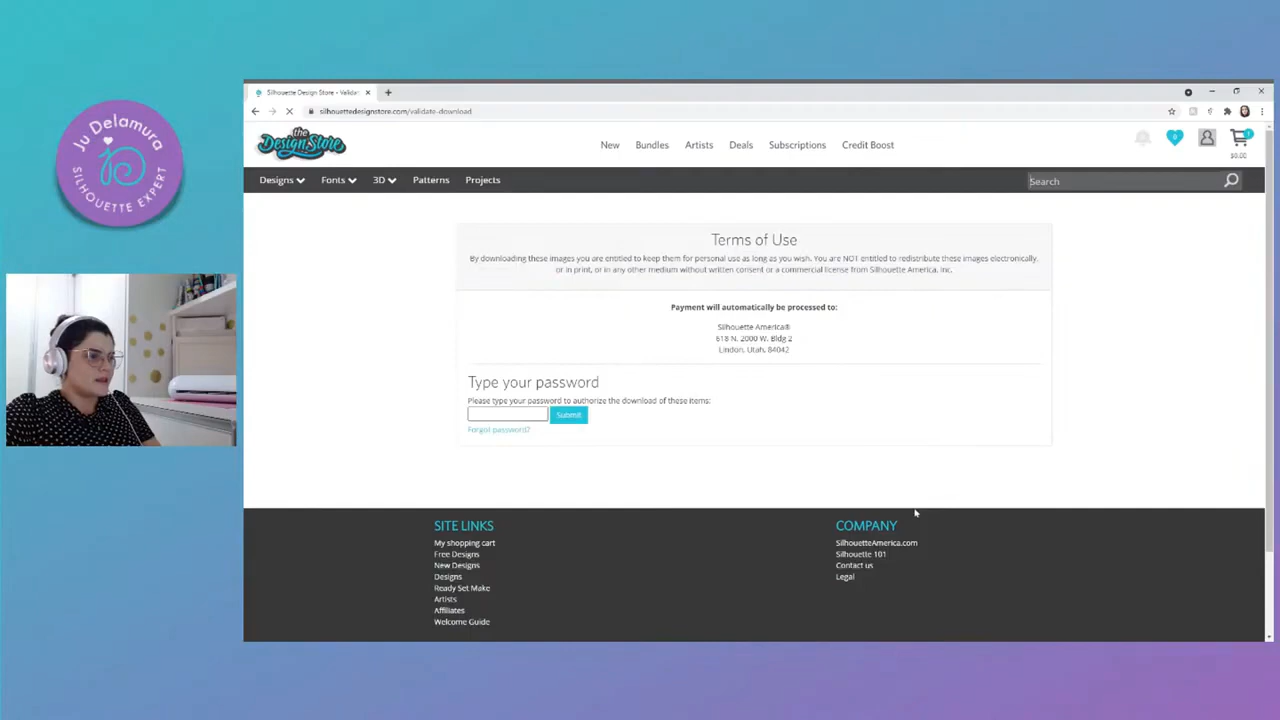 Ju Delamura
SILHOUETTE EXPERT
Silhouette Design Store - Valida
silhouettedesignstore.com/validate-download
the
Design Store
New
Bundles
Artists
Deals
Subscriptions
Credit Boost
0
1
$0.00
Designs
Fonts
3D
Patterns
Projects
Search
Terms of Use
By downloading these images you are entitled to keep them for personal use as long as you wish. You are NOT entitled to redistribute these images electronically,
or in print, or in any other medium without written consent or a commercial license from Silhouette America, Inc.
Payment will automatically be processed to:
Silhouette America®
618 N. 2000 W. Bldg 2
Lindon, Utah, 84042
Type your password
Please type your password to authorize the download of these items:
Submit
Forgot password?
SITE LINKS
My shopping cart
Free Designs
New Designs
Designs
Ready Set Make
Artists
Affiliates
Welcome Guide
COMPANY
SilhouetteAmerica.com
Silhouette 101
Contact us
Legal